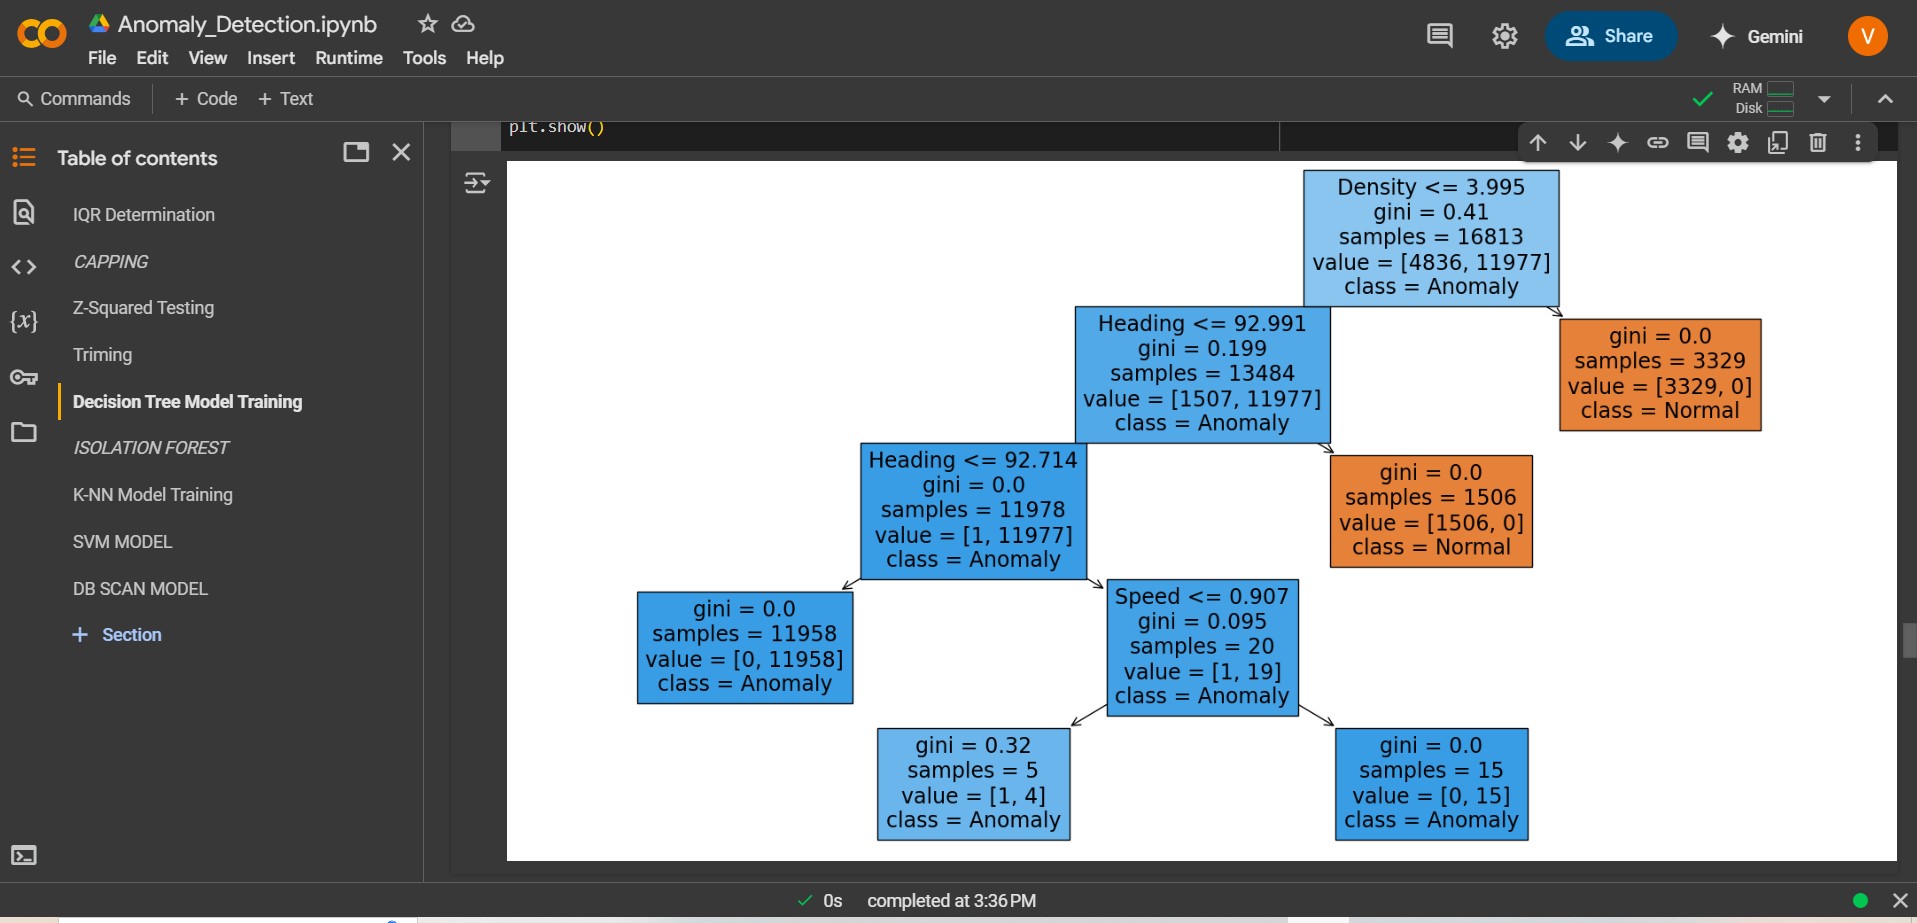 Anomaly_Detection.ipynb
File Edit View Insert Runtime Tools Help
Share
Gemini
V
Commands
+ Code + Text
RAM
Disk
Table of contents
IQR Determination
CAPPING
Z-Squared Testing
Triming
Decision Tree Model Training
ISOLATION FOREST
K-NN Model Training
SVM MODEL
DB SCAN MODEL
+ Section
{x}
plt.show()
Density <= 3.995
gini = 0.41
samples = 16813
value = [4836, 11977]
class = Anomaly
Heading <= 92.991
gini = 0.199
samples = 13484
value = [1507, 11977]
class = Anomaly
gini = 0.0
samples = 3329
value = [3329, 0]
class = Normal
Heading <= 92.714
gini = 0.0
samples = 11978
value = [1, 11977]
class = Anomaly
gini = 0.0
samples = 1506
value = [1506, 0]
class = Normal
gini = 0.0
samples = 11958
value = [0, 11958]
class = Anomaly
Speed <= 0.907
gini = 0.095
samples = 20
value = [1, 19]
class = Anomaly
gini = 0.32
samples = 5
value = [1, 4]
class = Anomaly
gini = 0.0
samples = 15
value = [0, 15]
class = Anomaly
0s completed at 3:36 PM